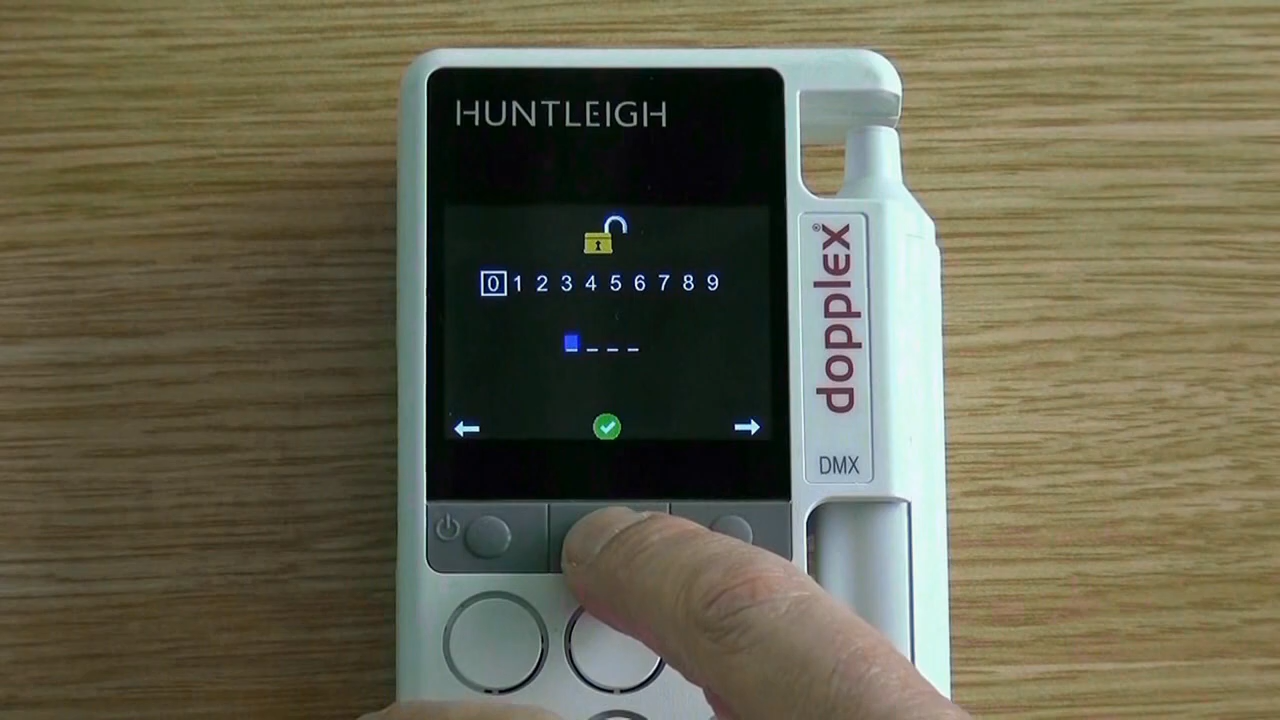 HUNTLEIGH
0 1 2 3 4 5 6 7 8 9
_ _ _ _
dopplex®
DMX